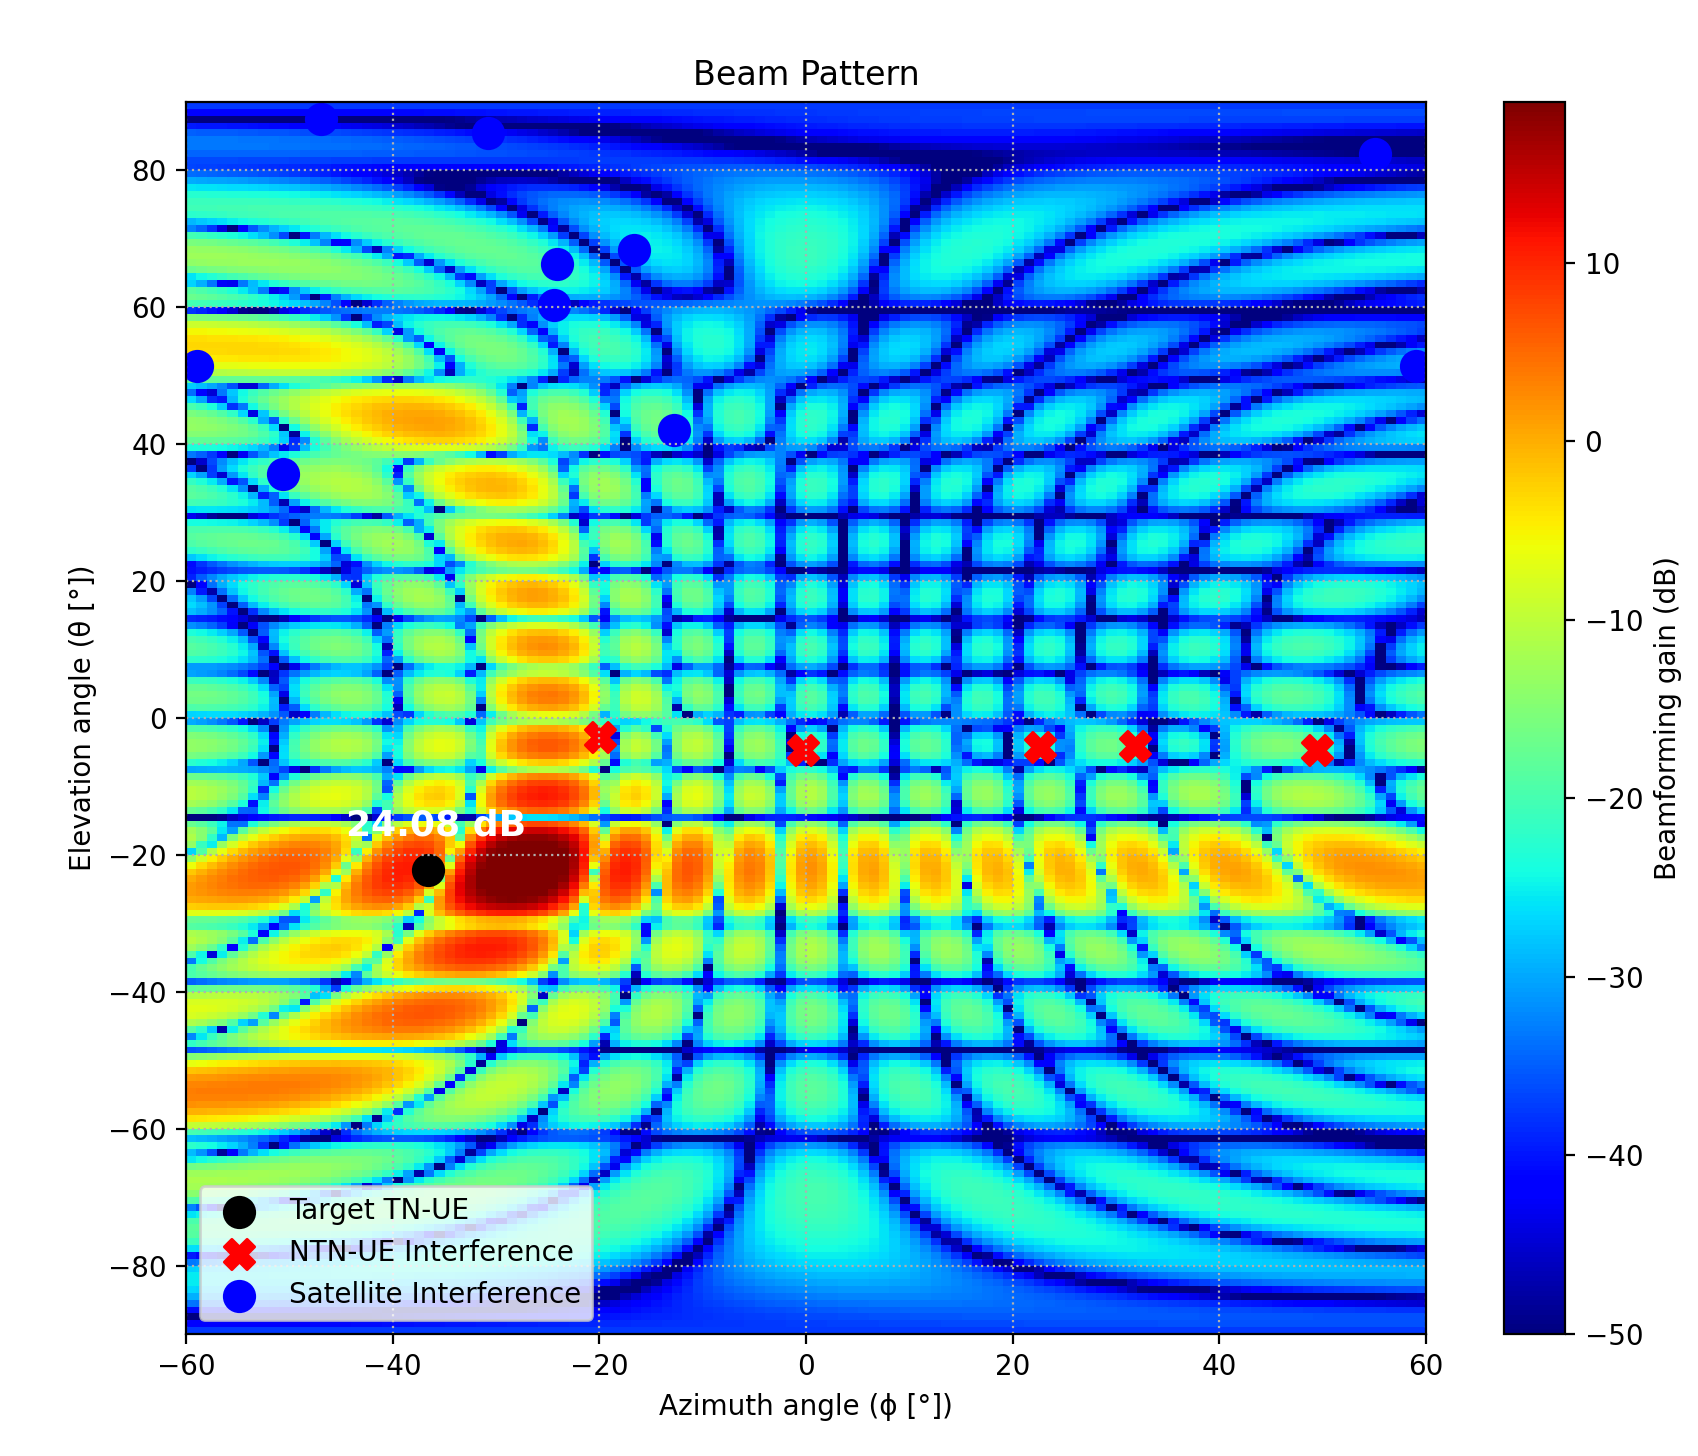 Beam Pattern
80
60
40
20
0
−20
−40
−60
−80
Elevation angle (θ [°])
24.08 dB
Target TN-UE
NTN-UE Interference
Satellite Interference
−60
−40
−20
0
20
40
60
Azimuth angle (ϕ [°])
10
0
−10
−20
−30
−40
−50
Beamforming gain (dB)